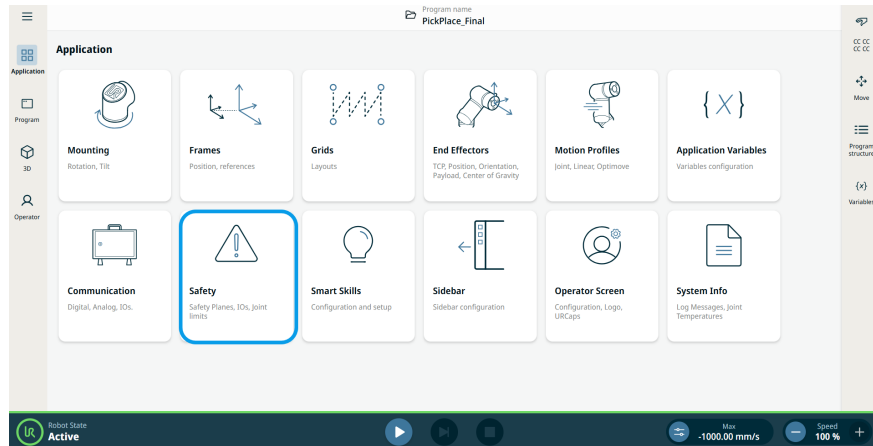 Program name
PickPlace_Final
Application
Application
Program
3D
Operator
Mounting
Rotation, Tilt
Frames
Position, references
Grids
Layouts
End Effectors
TCP, Position, Orientation,
Payload, Center of Gravity
Motion Profiles
Joint, Linear, Optimove
{X}
Application Variables
Variables configuration
Communication
Digital, Analog, IOs.
Safety
Safety Planes, IOs, Joint
limits
Smart Skills
Configuration and setup
Sidebar
Sidebar configuration
Operator Screen
Configuration, Logo,
URCaps
System Info
Log Messages, Joint
Temperatures
CC CC
CC CC
Move
Program
structure
{x}
Variables
UR
Robot State
Active
Max
-1000.00 mm/s
Speed
100 %